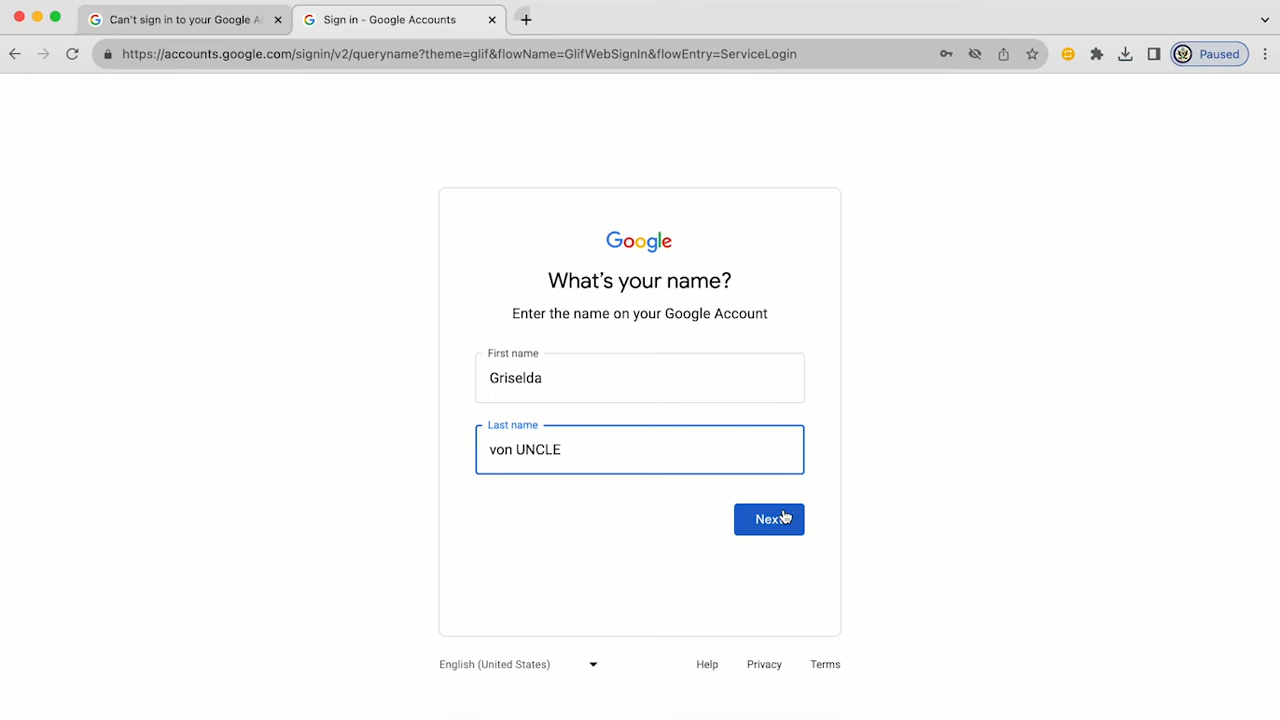 Can't sign in to your Google A
Sign in - Google Accounts
https://accounts.google.com/signin/v2/queryname?theme=glif&flowName=GlifWebSignIn&flowEntry=ServiceLogin
Paused
Google
What's your name?
Enter the name on your Google Account
First name
Griselda
Last name
von UNCLE
Next
English (United States)
Help
Privacy
Terms